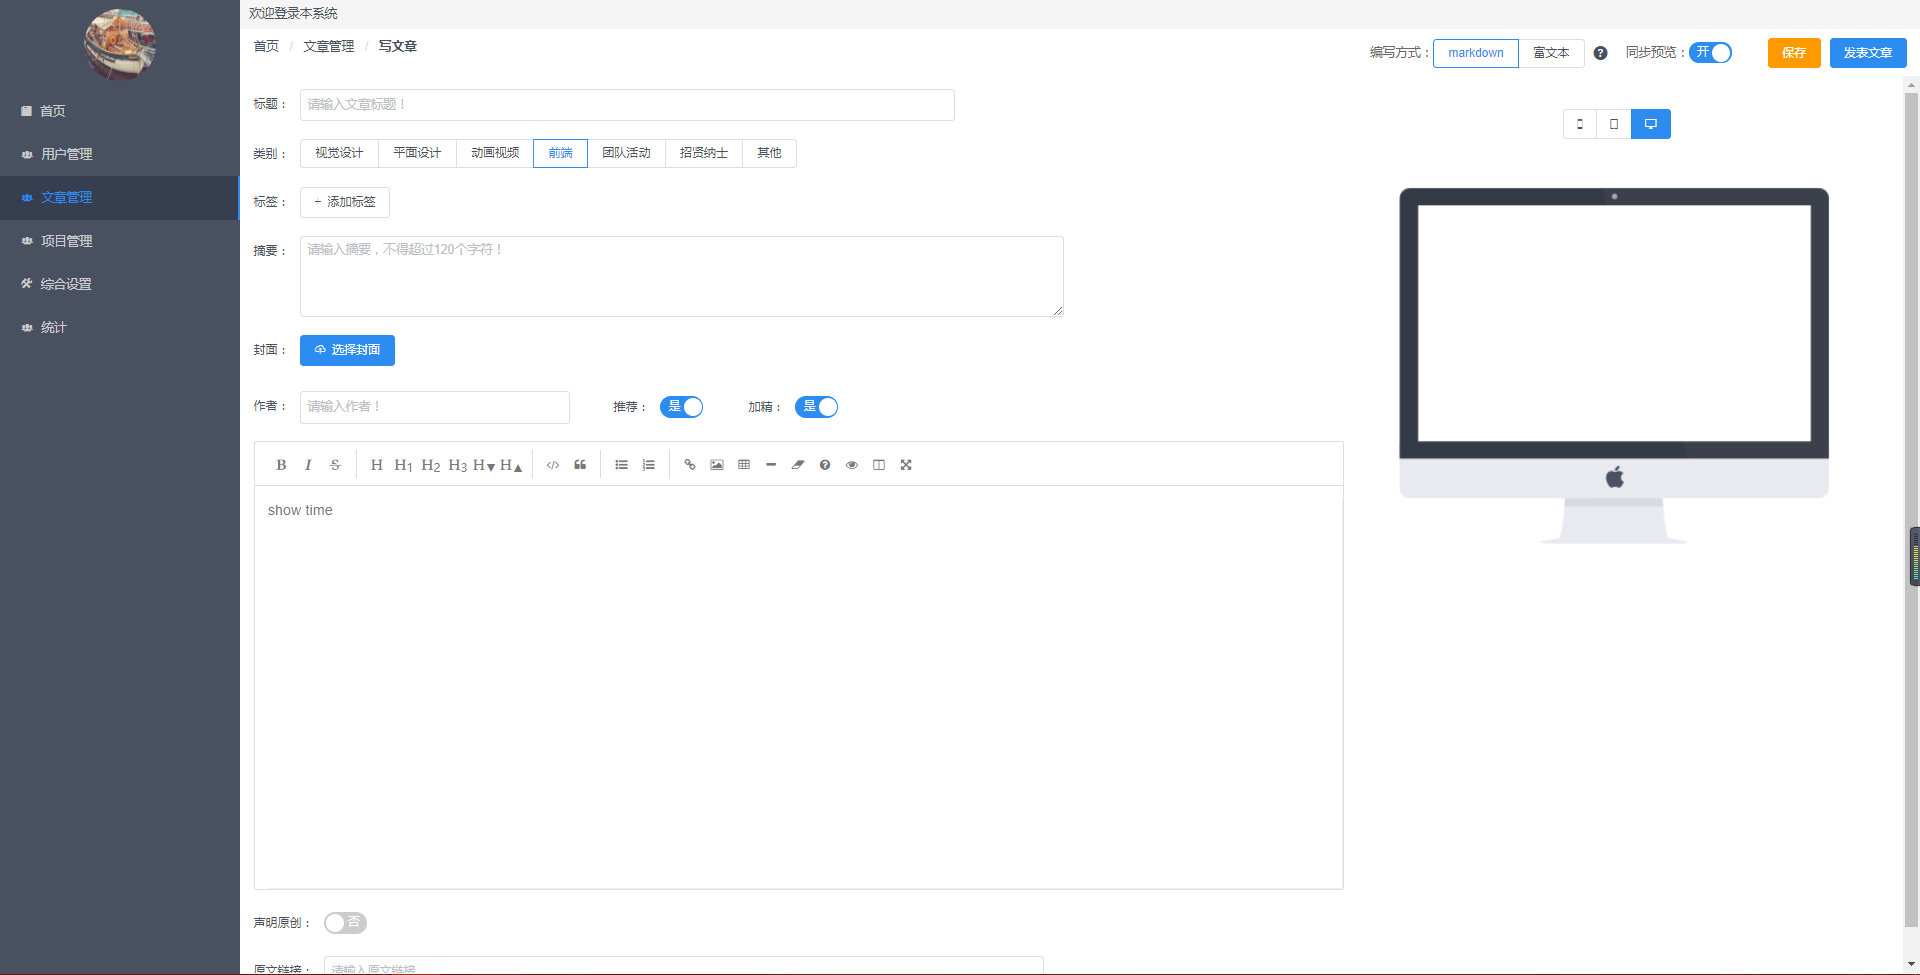 欢迎登录本系统
首页 / 文章管理 / 写文章
编写方式： markdown 富文本 同步预览： 开 保存 发表文章
首页
用户管理
文章管理
项目管理
综合设置
统计
标题： 请输入文章标题！
类别： 视觉设计 平面设计 动画视频 前端 团队活动 招贤纳士 其他
标签： + 添加标签
摘要： 请输入摘要，不得超过120个字符！
封面： 选择封面
作者： 请输入作者！ 推荐： 是 加精： 是
B I S H H1 H2 H3 H▼ H▲
show time
声明原创： 否
原文链接： 请输入原文链接